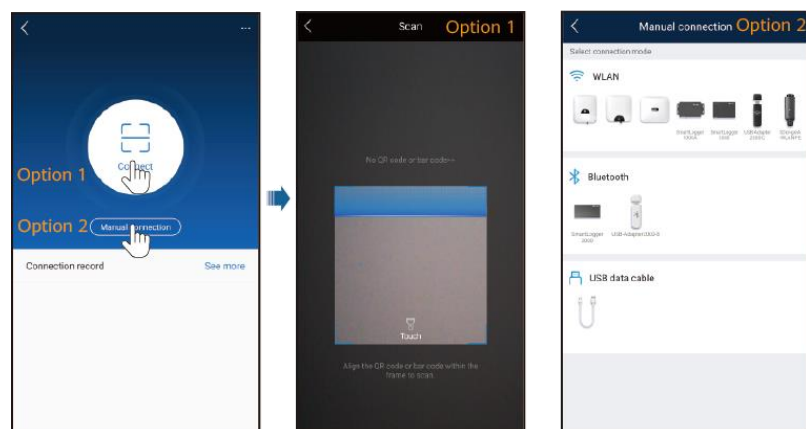 Connect
Option 1
Option 2
Manual connection
Connection record
See more
Scan
Option 1
No QR code or bar code
Touch
Align the QR code or bar code within the
frame to scan
Manual connection
Option 2
Select connection mode
WLAN
SmartLogger
SmartLogger
USB-Adapter
Bluetooth
SmartLogger
USB-Adapter2000-B
USB data cable